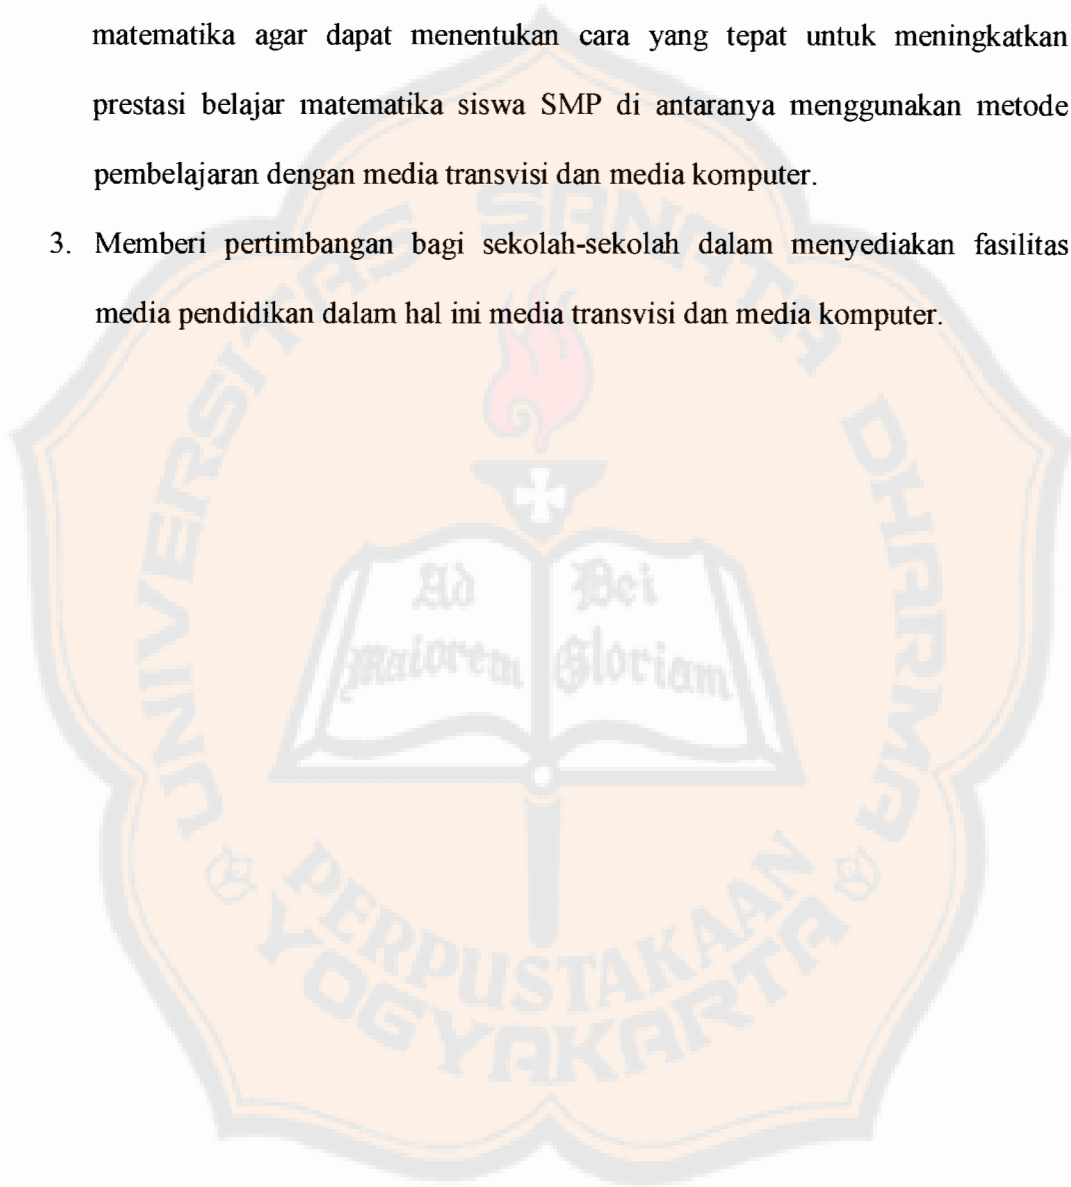 matematika agar dapat menentukan cara yang tepat untuk meningkatkan
prestasi belajar matematika siswa SMP di antaranya menggunakan metode
pembelajaran dengan media transvisi dan media komputer.
3. Memberi pertimbangan bagi sekolah-sekolah dalam menyediakan fasilitas
media pendidikan dalam hal ini media transvisi dan media komputer.
UNIVERSITAS SANATA DHARMA
Ad Dei
Maiorem Gloriam
PERPUSTAKAAN
YOGYAKARTA